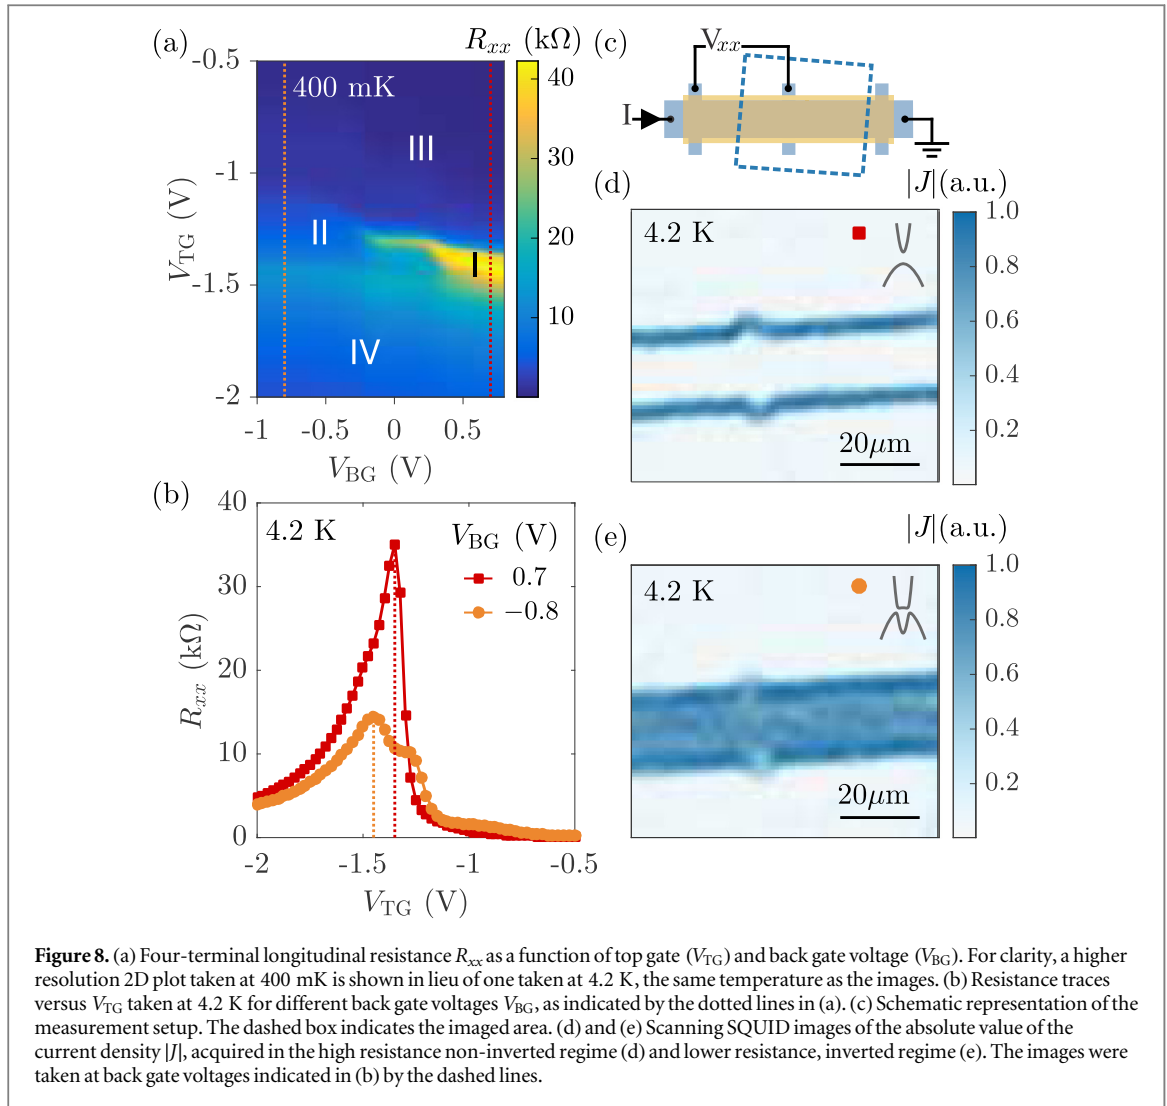 (a)
R_xx (kΩ)
-0.5
-1
-1.5
-2
V_TG (V)
400 mK
III
II
I
IV
40
30
20
10
-1
-0.5
0
0.5
V_BG (V)
(b)
40
30
20
10
0
R_xx (kΩ)
4.2 K
V_BG (V)
0.7
−0.8
-2
-1.5
-1
-0.5
V_TG (V)
(c)
V_xx
I
(d)
|J|(a.u.)
4.2 K
20μm
1.0
0.8
0.6
0.4
0.2
(e)
|J|(a.u.)
4.2 K
20μm
1.0
0.8
0.6
0.4
0.2
Figure 8. (a) Four-terminal longitudinal resistance R_xx as a function of top gate (V_TG) and back gate voltage (V_BG). For clarity, a higher
resolution 2D plot taken at 400 mK is shown in lieu of one taken at 4.2 K, the same temperature as the images. (b) Resistance traces
versus V_TG taken at 4.2 K for different back gate voltages V_BG, as indicated by the dotted lines in (a). (c) Schematic representation of the
measurement setup. The dashed box indicates the imaged area. (d) and (e) Scanning SQUID images of the absolute value of the
current density |J|, acquired in the high resistance non-inverted regime (d) and lower resistance, inverted regime (e). The images were
taken at back gate voltages indicated in (b) by the dashed lines.